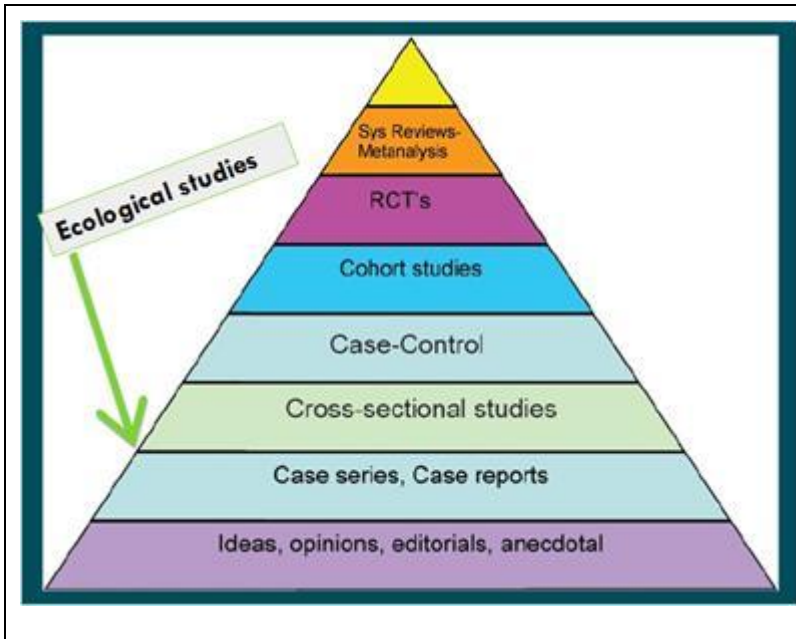 Ecological studies
Sys Reviews-
Metanalysis
RCT's
Cohort studies
Case-Control
Cross-sectional studies
Case series, Case reports
Ideas, opinions, editorials, anecdotal